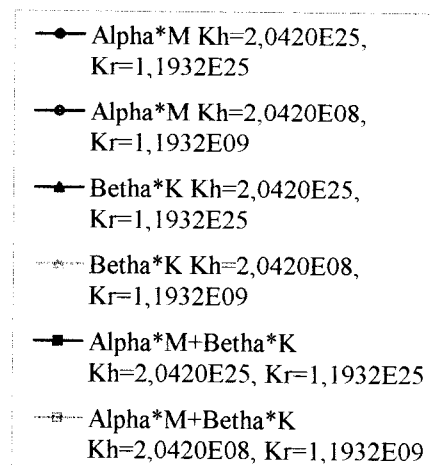 Alpha*M Kh=2,0420E25,
Kr=1,1932E25
Alpha*M Kh=2,0420E08,
Kr=1,1932E09
Betha*K Kh=2,0420E25,
Kr=1,1932E25
Betha*K Kh=2,0420E08,
Kr=1,1932E09
Alpha*M+Betha*K
Kh=2,0420E25, Kr=1,1932E25
Alpha*M+Betha*K
Kh=2,0420E08, Kr=1,1932E09